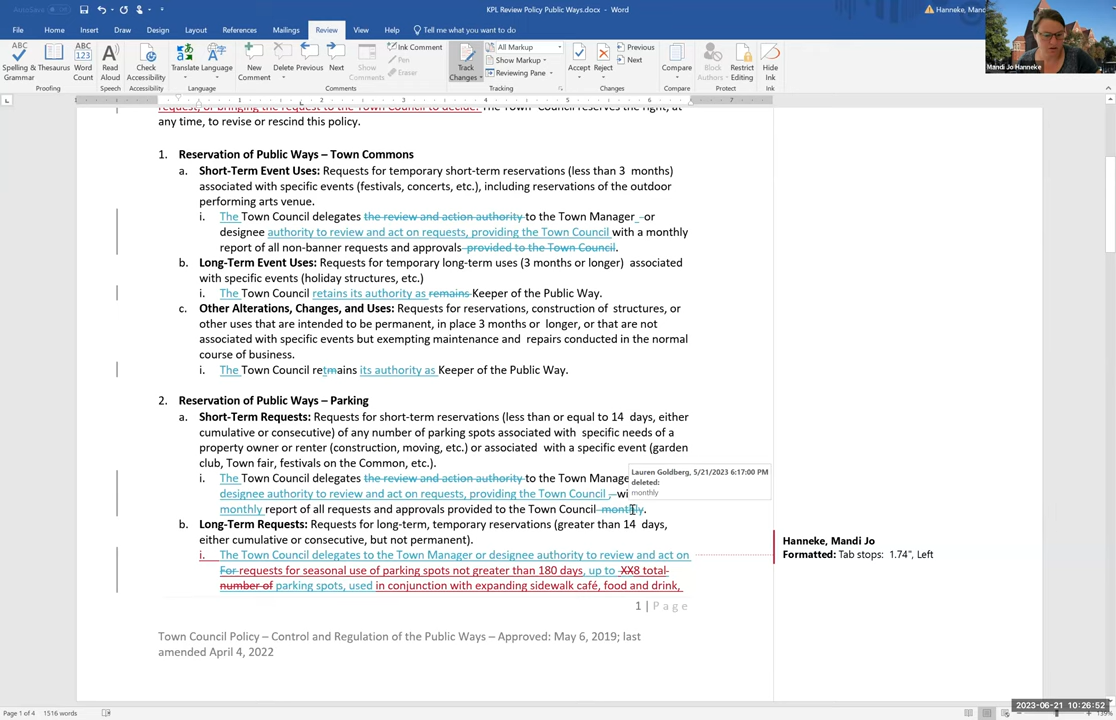 AutoSave
KPL Review Policy Public Ways.docx - Word
Hanneke, Mand
File Home Insert Draw Design Layout References Mailings Review View Help Tell me what you want to do
Spelling & Grammar
Thesaurus
Word Count
Read Aloud
Check Accessibility
Translate
Language
New Comment
Delete
Previous
Next
Show Comments
Ink Comment
Pen
Eraser
Track Changes
All Markup
Show Markup
Reviewing Pane
Accept
Reject
Previous
Next
Compare
Block Authors
Restrict Editing
Hide Ink
Proofing
Speech
Accessibility
Language
Comments
Tracking
Changes
Compare
Protect
Ink
Mandi Jo Hanneke
request, or bringing the request to the Town Council to decide. The Town Council reserves the right, at
any time, to revise or rescind this policy.
1. Reservation of Public Ways – Town Commons
a. Short-Term Event Uses: Requests for temporary short-term reservations (less than 3 months)
associated with specific events (festivals, concerts, etc.), including reservations of the outdoor
performing arts venue.
i. The Town Council delegates the review and action authority to the Town Manager - or
designee authority to review and act on requests, providing the Town Council with a monthly
report of all non-banner requests and approvals provided to the Town Council.
b. Long-Term Event Uses: Requests for temporary long-term uses (3 months or longer) associated
with specific events (holiday structures, etc.)
i. The Town Council retains its authority as remains Keeper of the Public Way.
c. Other Alterations, Changes, and Uses: Requests for reservations, construction of structures, or
other uses that are intended to be permanent, in place 3 months or longer, or that are not
associated with specific events but exempting maintenance and repairs conducted in the normal
course of business.
i. The Town Council retmains its authority as Keeper of the Public Way.
2. Reservation of Public Ways – Parking
a. Short-Term Requests: Requests for short-term reservations (less than or equal to 14 days, either
cumulative or consecutive) of any number of parking spots associated with specific needs of a
property owner or renter (construction, moving, etc.) or associated with a specific event (garden
club, Town fair, festivals on the Common, etc.).
i. The Town Council delegates the review and action authority to the Town Manage
designee authority to review and act on requests, providing the Town Council , wi
monthly report of all requests and approvals provided to the Town Council monthly.
Lauren Goldberg, 5/21/2023 6:17:00 PM
deleted:
monthly
b. Long-Term Requests: Requests for long-term, temporary reservations (greater than 14 days,
either cumulative or consecutive, but not permanent).
i. The Town Council delegates to the Town Manager or designee authority to review and act on
For requests for seasonal use of parking spots not greater than 180 days, up to XX8 total
number of parking spots, used in conjunction with expanding sidewalk café, food and drink,
Hanneke, Mandi Jo
Formatted: Tab stops: 1.74", Left
1 | Page
Town Council Policy – Control and Regulation of the Public Ways – Approved: May 6, 2019; last
amended April 4, 2022
Page 1 of 4 1516 words
2023-06-21 10:26:52